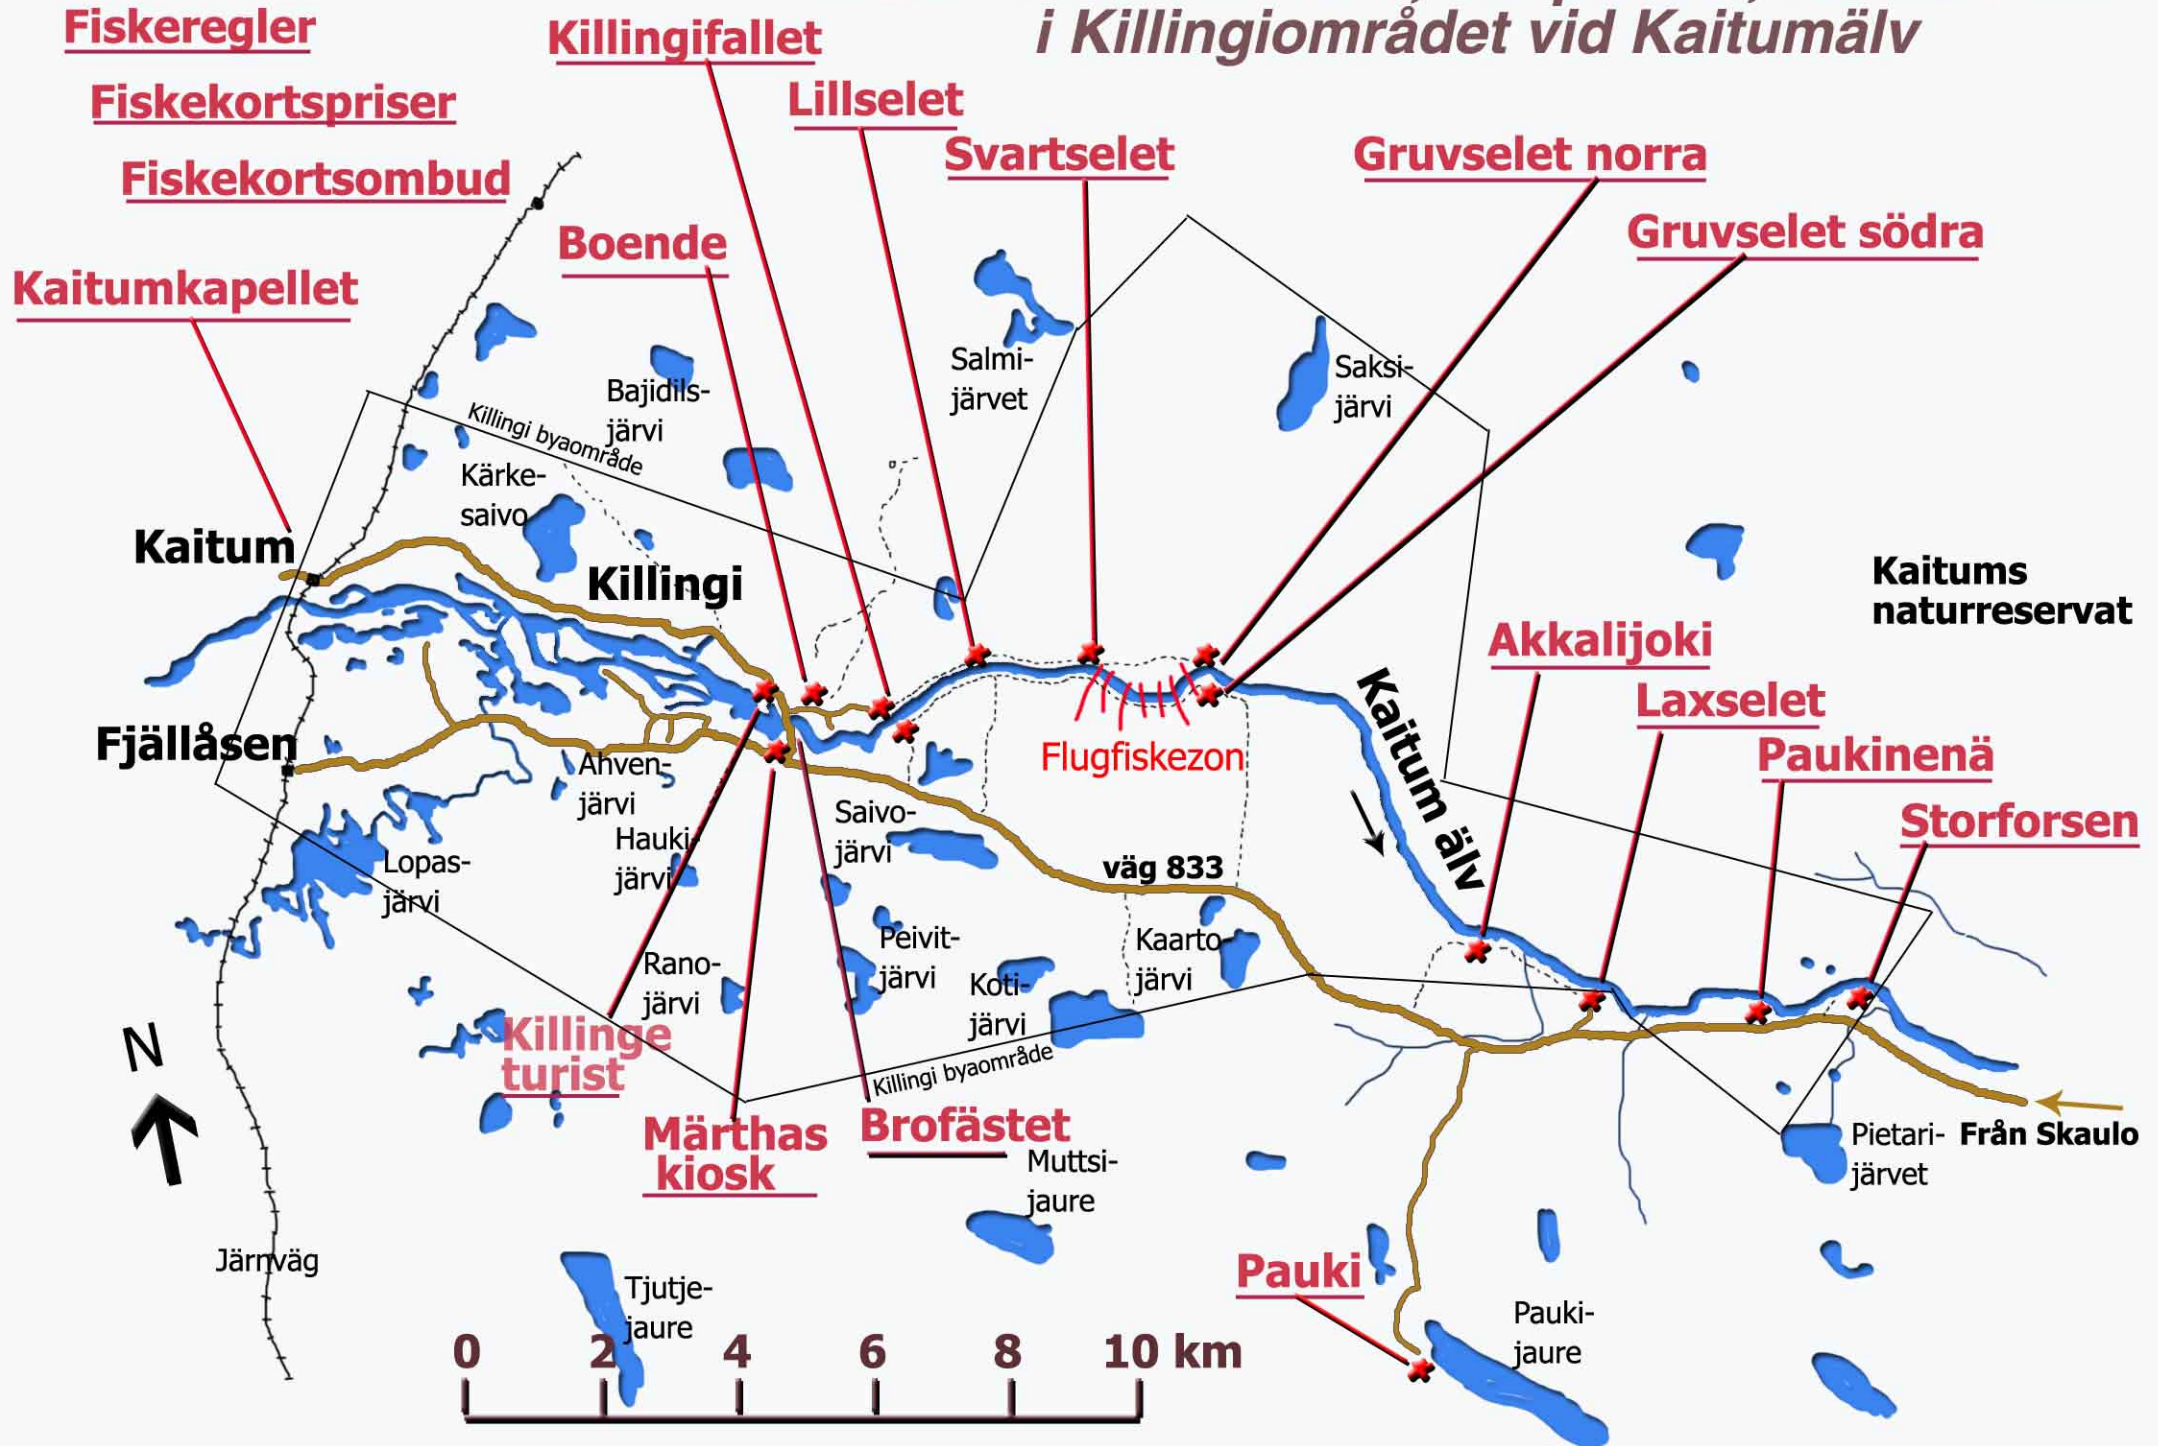 Fiskeregler
Killingifallet
i Killingiområdet vid Kaitumälv
Fiskekortspriser
Lillselet
Fiskekortsombud
Svartselet
Gruvselet norra
Boende
Gruvselet södra
Kaitumkapellet
Salmi-
järvet
Saksi-
järvi
Bajidils-
järvi
Killingi byaområde
Kärke-
saivo
Kaitum
Killingi
Kaitums
naturreservat
Akkalijoki
Laxselet
Kaitum älv
Fjällåsen
Flugfiskezon
Paukinenä
Ahven-
järvi
Saivo-
järvi
Storforsen
Hauki-
järvi
Lopas-
järvi
väg 833
Peivit-
järvi
Kaarto-
järvi
Rano-
järvi
Koti-
järvi
N
Killinge
turist
Killingi byaområde
Märthas
kiosk
Brofästet
Muttsi-
jaure
Pietari-
järvet
Från Skaulo
Järnväg
Pauki
Tjutje-
jaure
Pauki-
jaure
0 2 4 6 8 10 km